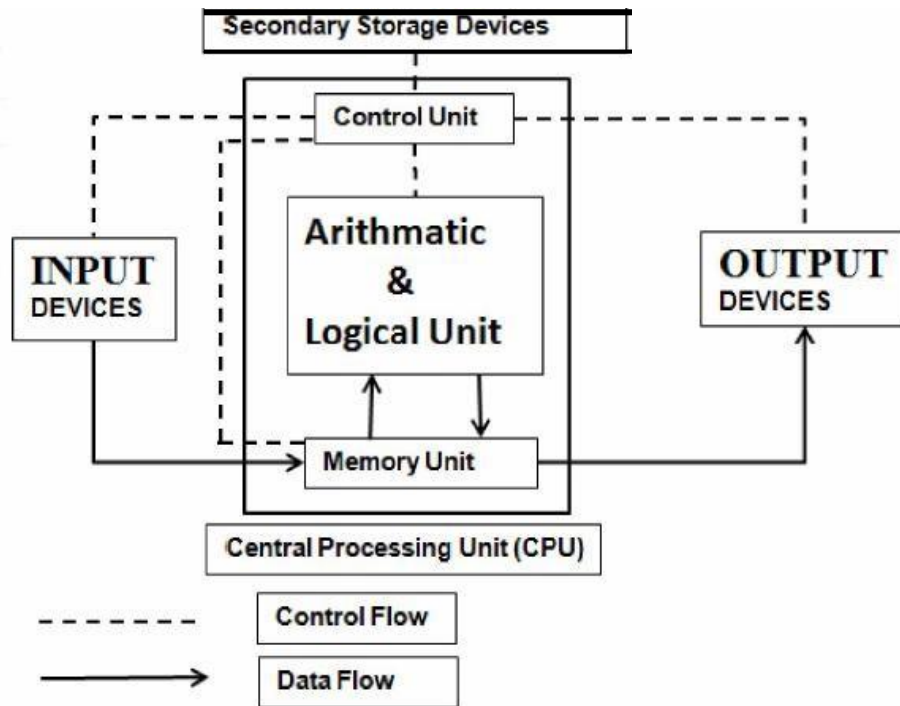 Secondary Storage Devices
Control Unit
Arithmatic
&
Logical Unit
INPUT
DEVICES
OUTPUT
DEVICES
Memory Unit
Central Processing Unit (CPU)
Control Flow
Data Flow